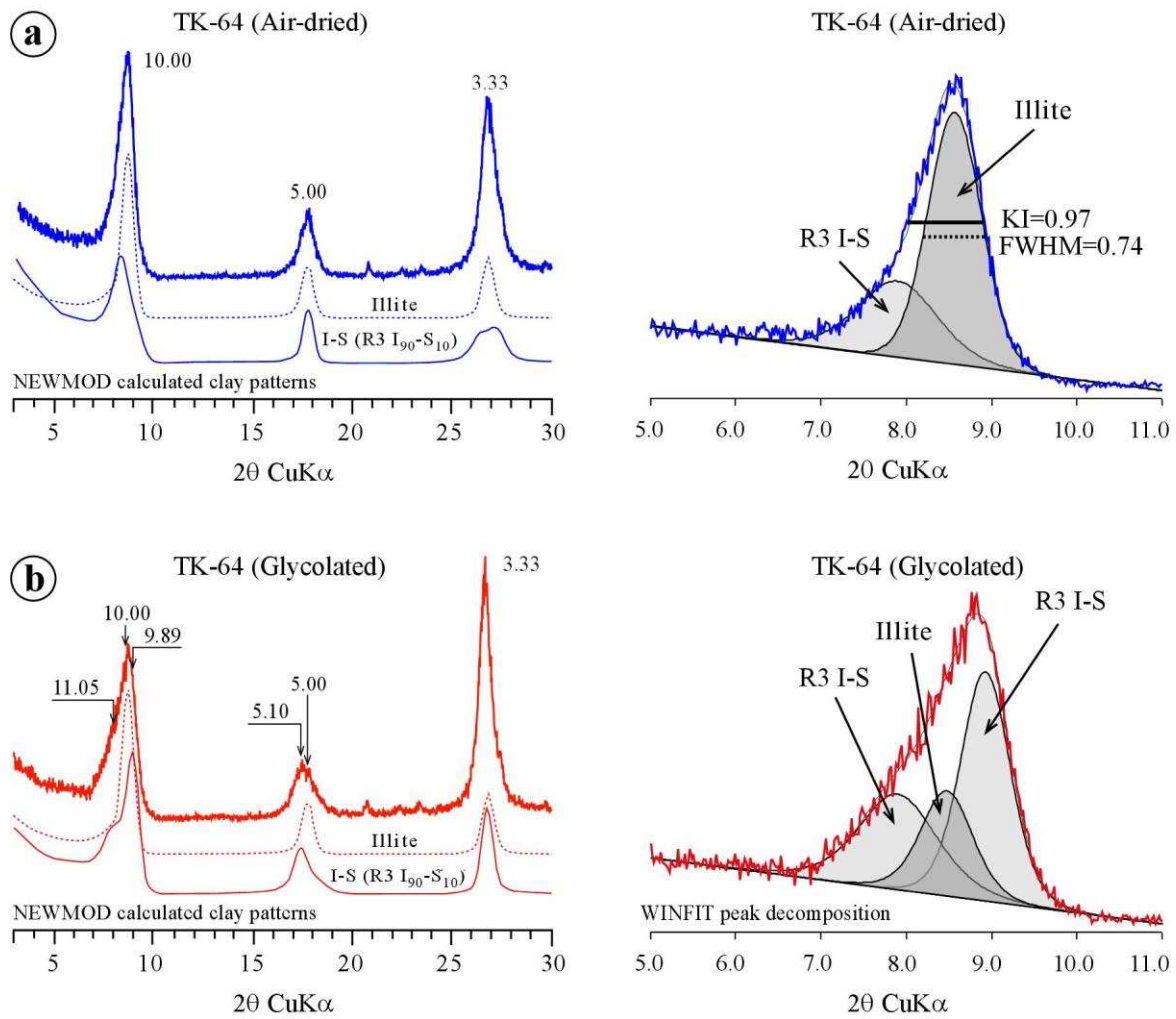 a
TK-64 (Air-dried)
10.00
3.33
5.00
Illite
I-S (R3 I90-S10)
NEWMOD calculated clay patterns
5 10 15 20 25 30
2θ CuKα
TK-64 (Air-dried)
Illite
R3 I-S
KI=0.97
FWHM=0.74
5.0 6.0 7.0 8.0 9.0 10.0 11.0
2θ CuKα
b
TK-64 (Glycolated)
3.33
10.00
9.89
11.05
5.00
5.10
Illite
I-S (R3 I90-S10)
NEWMOD calculated clay patterns
5 10 15 20 25 30
2θ CuKα
TK-64 (Glycolated)
R3 I-S
Illite
R3 I-S
WINFIT peak decomposition
5.0 6.0 7.0 8.0 9.0 10.0 11.0
2θ CuKα